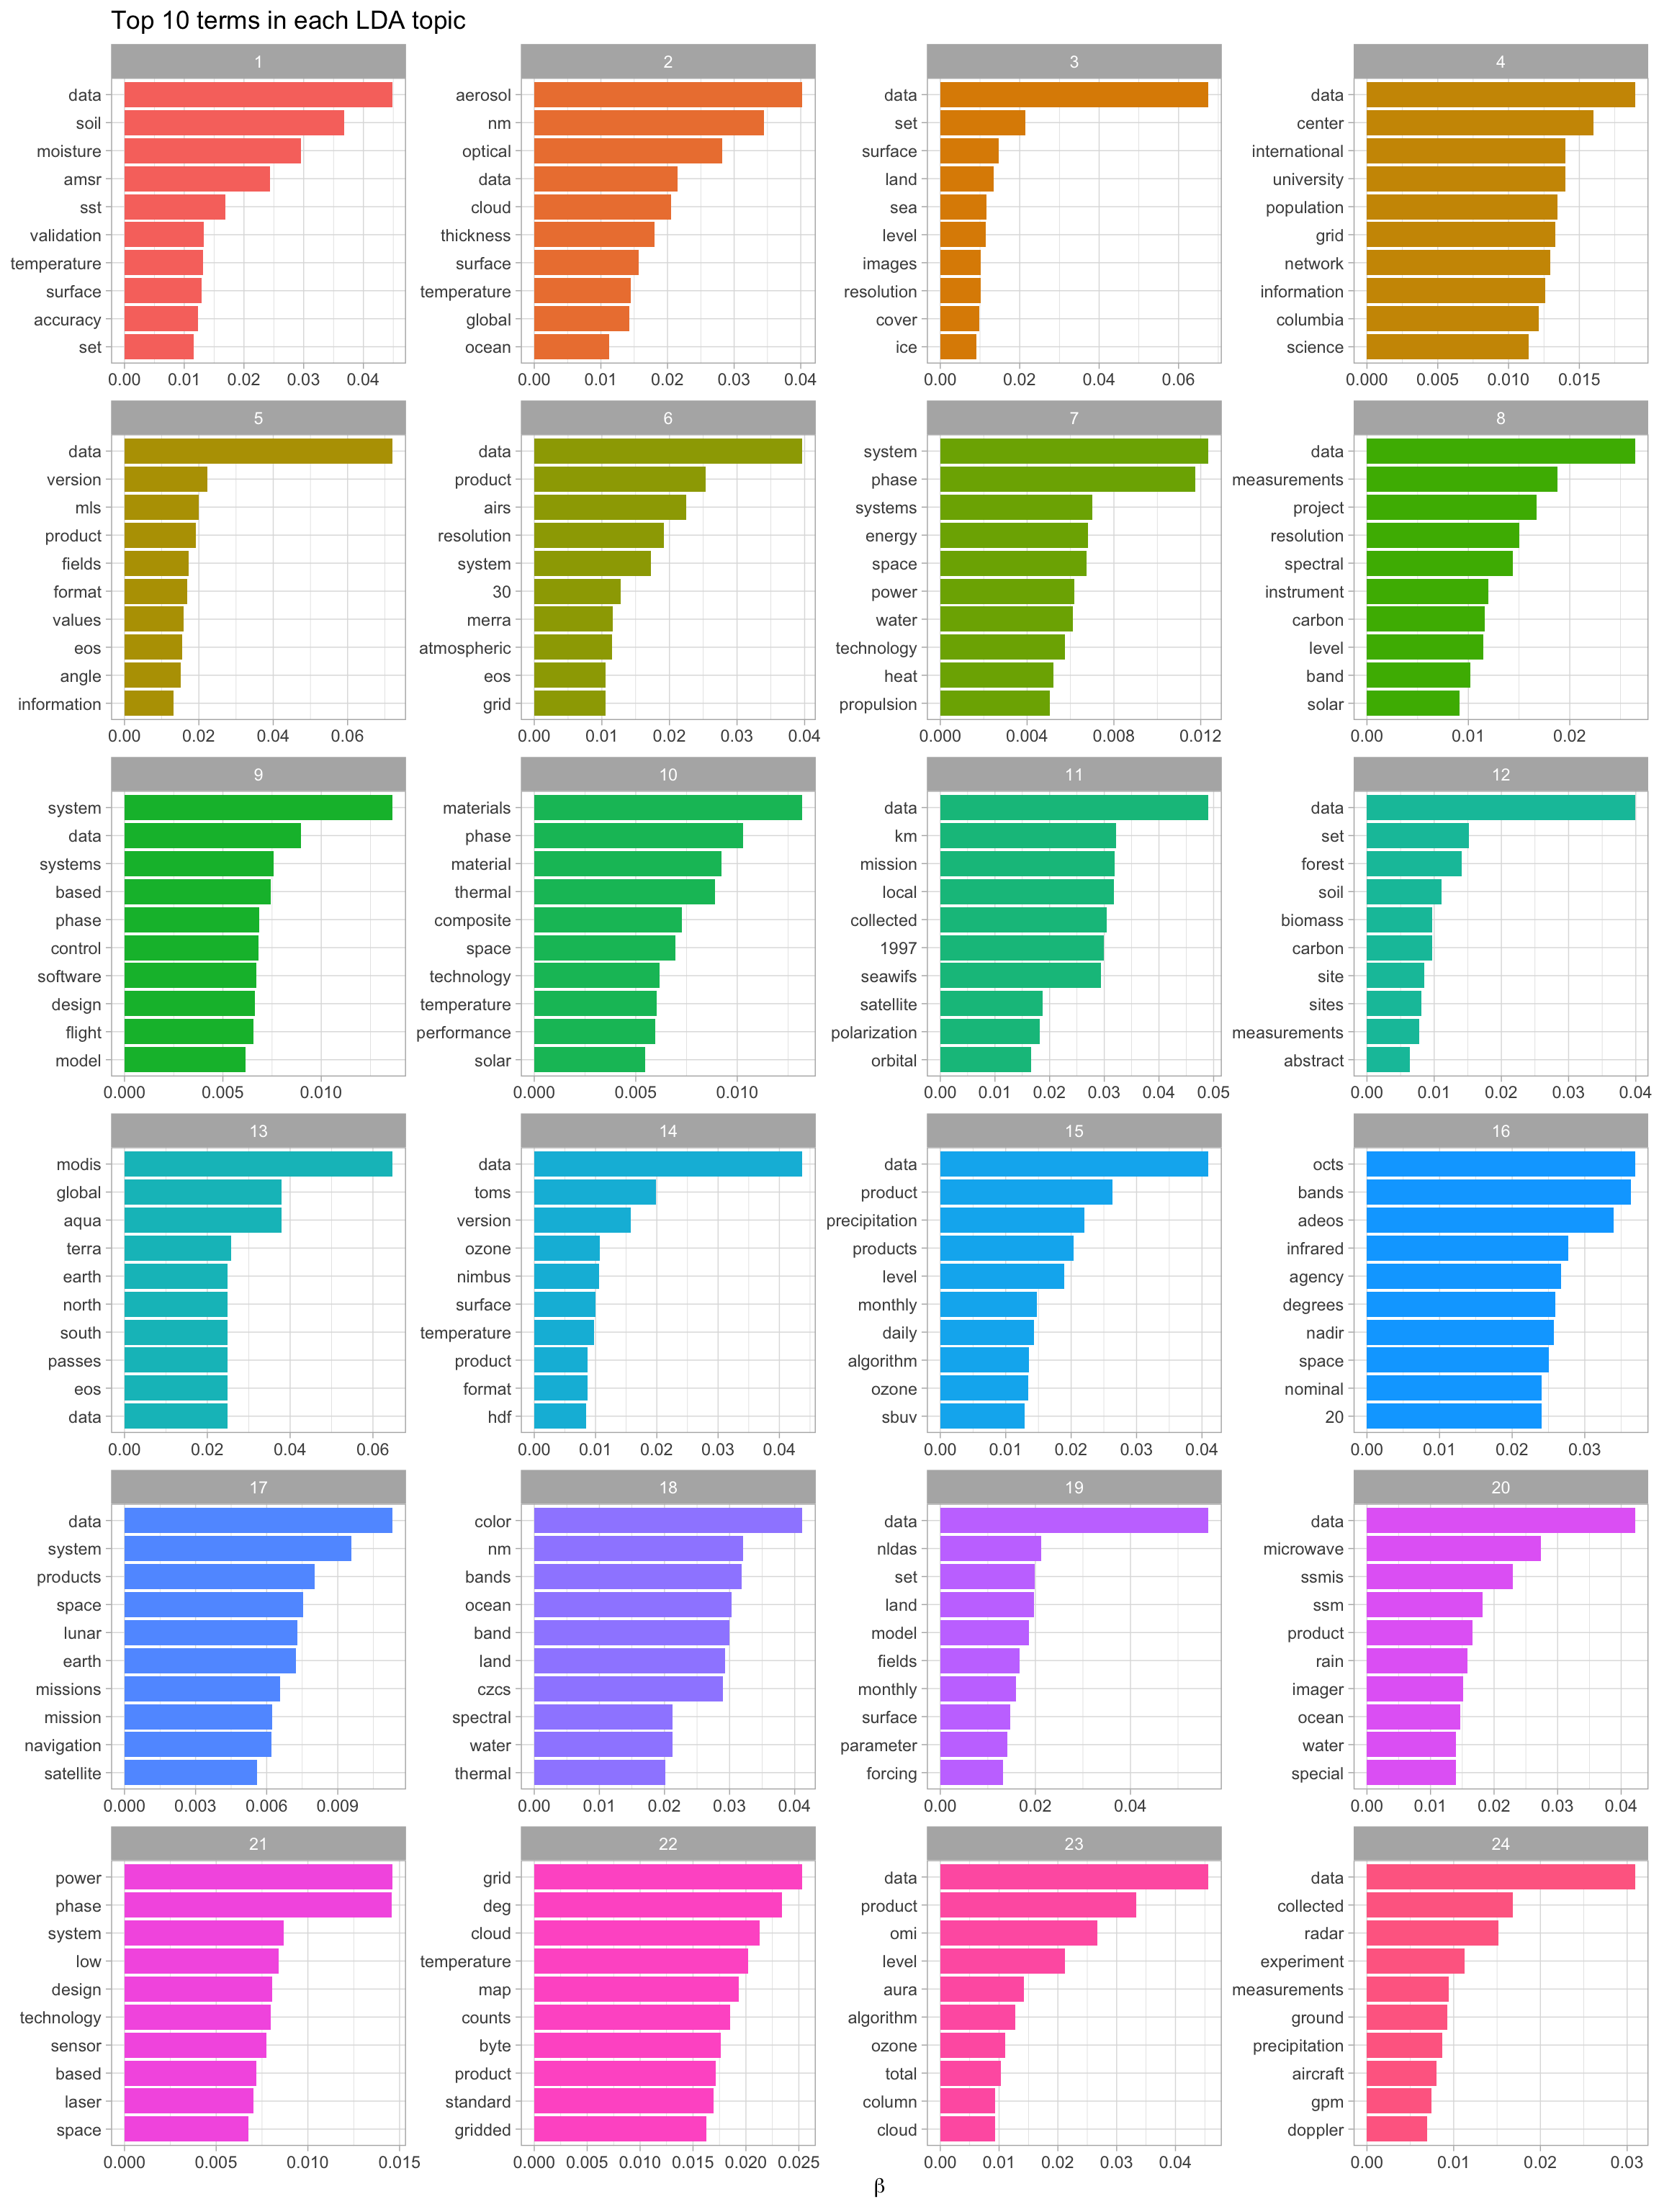 Top 10 terms in each LDA topic
1
data
soil
moisture
amsr
sst
validation
temperature
surface
accuracy
set
0.00 0.01 0.02 0.03 0.04
2
aerosol
nm
optical
data
cloud
thickness
surface
temperature
global
ocean
0.00 0.01 0.02 0.03 0.04
3
data
set
surface
land
sea
level
images
resolution
cover
ice
0.00 0.02 0.04 0.06
4
data
center
international
university
population
grid
network
information
columbia
science
0.000 0.005 0.010 0.015
5
data
version
mls
product
fields
format
values
eos
angle
information
0.00 0.02 0.04 0.06
6
data
product
airs
resolution
system
30
merra
atmospheric
eos
grid
0.00 0.01 0.02 0.03 0.04
7
system
phase
systems
energy
space
power
water
technology
heat
propulsion
0.000 0.004 0.008 0.012
8
data
measurements
project
resolution
spectral
instrument
carbon
level
band
solar
0.00 0.01 0.02
9
system
data
systems
based
phase
control
software
design
flight
model
0.000 0.005 0.010
10
materials
phase
material
thermal
composite
space
technology
temperature
performance
solar
0.000 0.005 0.010
11
data
km
mission
local
collected
1997
seawifs
satellite
polarization
orbital
0.00 0.01 0.02 0.03 0.04 0.05
12
data
set
forest
soil
biomass
carbon
site
sites
measurements
abstract
0.00 0.01 0.02 0.03 0.04
13
modis
global
aqua
terra
earth
north
south
passes
eos
data
0.00 0.02 0.04 0.06
14
data
toms
version
ozone
nimbus
surface
temperature
product
format
hdf
0.00 0.01 0.02 0.03 0.04
15
data
product
precipitation
products
level
monthly
daily
algorithm
ozone
sbuv
0.00 0.01 0.02 0.03 0.04
16
octs
bands
adeos
infrared
agency
degrees
nadir
space
nominal
20
0.00 0.01 0.02 0.03
17
data
system
products
space
lunar
earth
missions
mission
navigation
satellite
0.000 0.003 0.006 0.009
18
color
nm
bands
ocean
band
land
czcs
spectral
water
thermal
0.00 0.01 0.02 0.03 0.04
19
data
nldas
set
land
model
fields
monthly
surface
parameter
forcing
0.00 0.02 0.04
20
data
microwave
ssmis
ssm
product
rain
imager
ocean
water
special
0.00 0.01 0.02 0.03 0.04
21
power
phase
system
low
design
technology
sensor
based
laser
space
0.000 0.005 0.010 0.015
22
grid
deg
cloud
temperature
map
counts
byte
product
standard
gridded
0.000 0.005 0.010 0.015 0.020 0.025
23
data
product
omi
level
aura
algorithm
ozone
total
column
cloud
0.00 0.01 0.02 0.03 0.04
24
data
collected
radar
experiment
measurements
ground
precipitation
aircraft
gpm
doppler
0.00 0.01 0.02 0.03
β